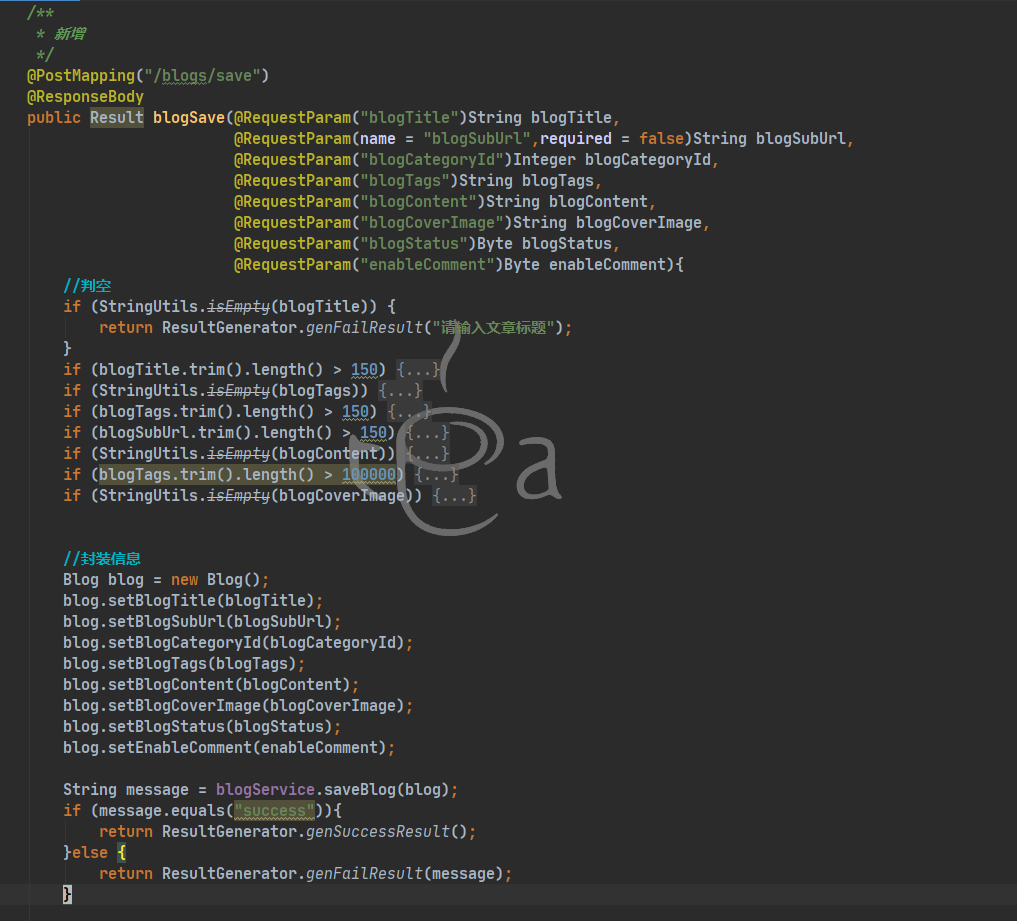 /**
 * 新增
 */
@PostMapping("/blogs/save")
@ResponseBody
public Result blogSave(@RequestParam("blogTitle")String blogTitle,
                       @RequestParam(name = "blogSubUrl",required = false)String blogSubUrl,
                       @RequestParam("blogCategoryId")Integer blogCategoryId,
                       @RequestParam("blogTags")String blogTags,
                       @RequestParam("blogContent")String blogContent,
                       @RequestParam("blogCoverImage")String blogCoverImage,
                       @RequestParam("blogStatus")Byte blogStatus,
                       @RequestParam("enableComment")Byte enableComment){
    //判空
    if (StringUtils.isEmpty(blogTitle)) {
        return ResultGenerator.genFailResult("请输入文章标题");
    }
    if (blogTitle.trim().length() > 150) {...}
    if (StringUtils.isEmpty(blogTags)) {...}
    if (blogTags.trim().length() > 150) {...}
    if (blogSubUrl.trim().length() > 150) {...}
    if (StringUtils.isEmpty(blogContent)) {...}
    if (blogTags.trim().length() > 100000) {...}
    if (StringUtils.isEmpty(blogCoverImage)) {...}
    //封装信息
    Blog blog = new Blog();
    blog.setBlogTitle(blogTitle);
    blog.setBlogSubUrl(blogSubUrl);
    blog.setBlogCategoryId(blogCategoryId);
    blog.setBlogTags(blogTags);
    blog.setBlogContent(blogContent);
    blog.setBlogCoverImage(blogCoverImage);
    blog.setBlogStatus(blogStatus);
    blog.setEnableComment(enableComment);
    String message = blogService.saveBlog(blog);
    if (message.equals("success")){
        return ResultGenerator.genSuccessResult();
    }else {
        return ResultGenerator.genFailResult(message);
    }